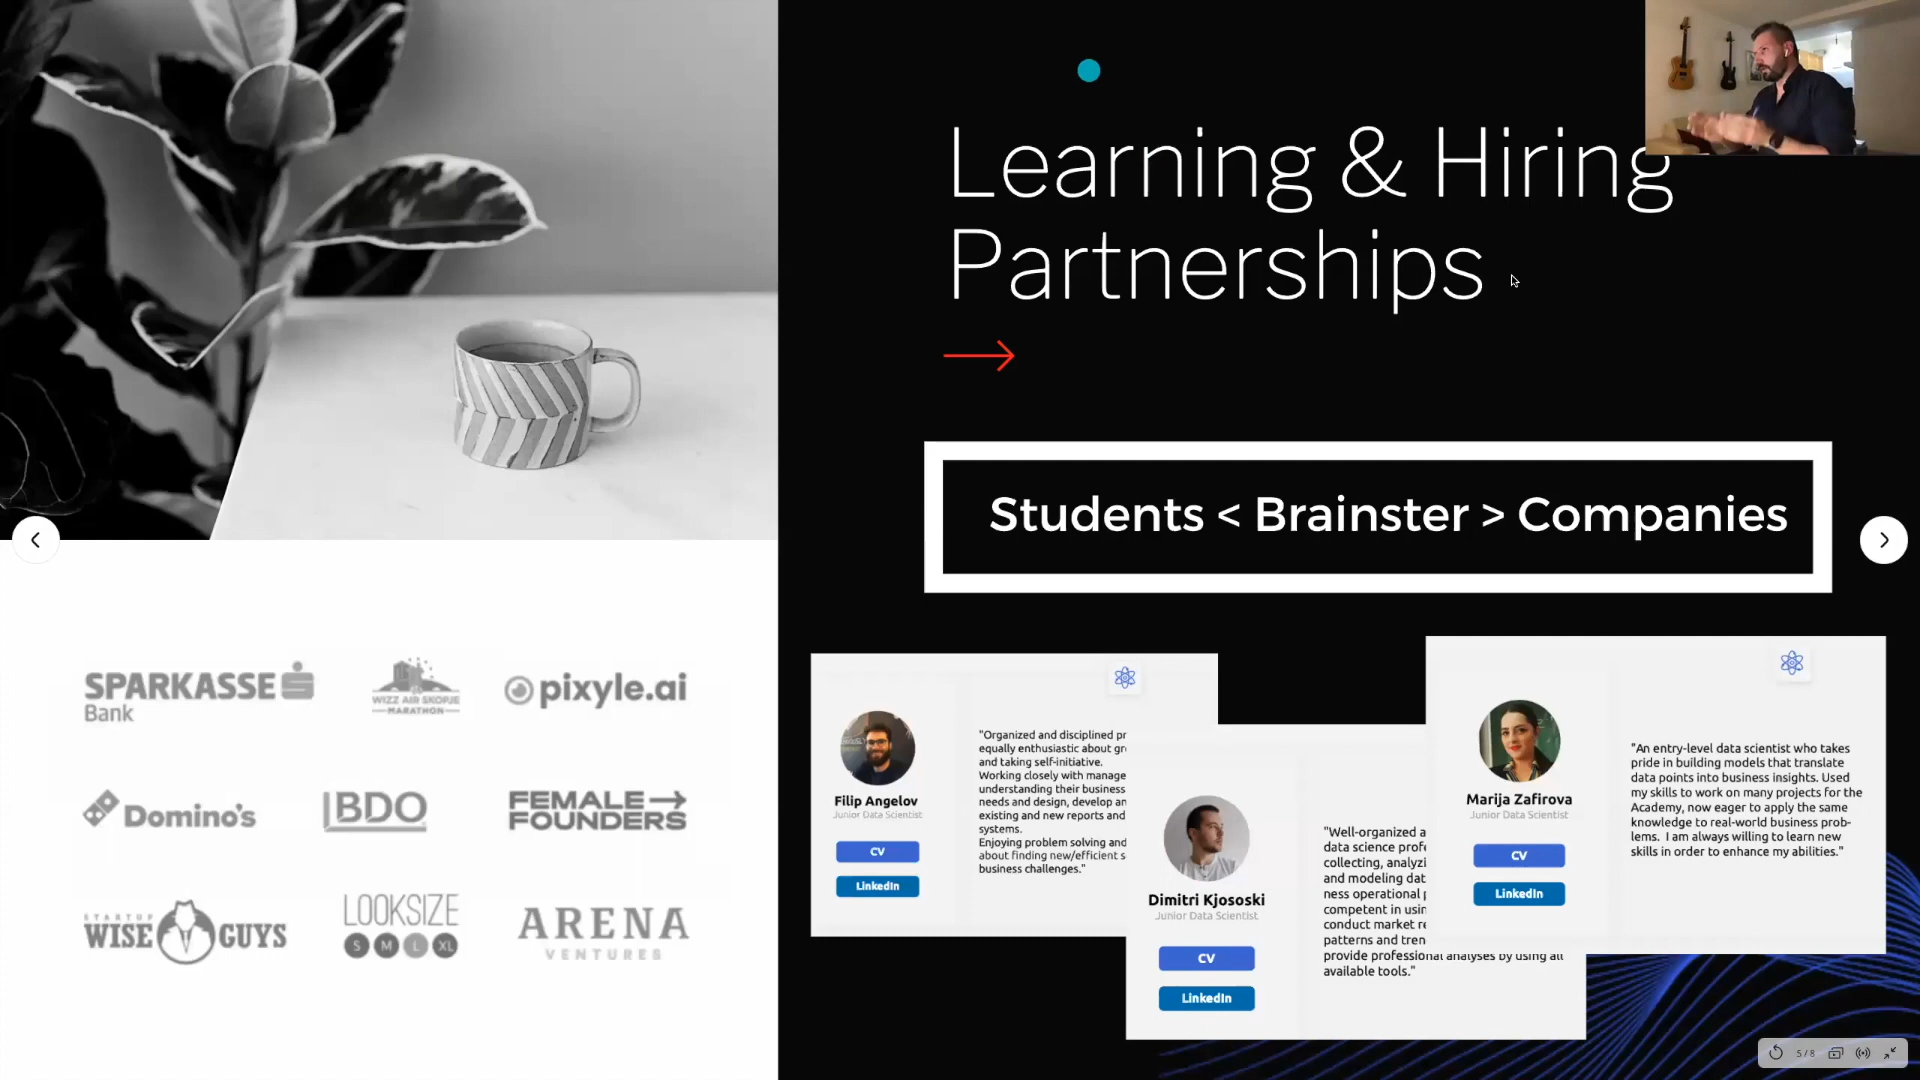 Learning & Hiring
Partnerships
Students < Brainster > Companies
SPARKASSE
Bank
WIZZ AIR SKOPJE
MARATHON
pixyle.ai
Domino's
BDO
FEMALE
FOUNDERS
STARTUP
WISE GUYS
LOOKSIZE
S M L XL
ARENA
VENTURES
Filip Angelov
Junior Data Scientist
CV
LinkedIn
"Organized and disciplined pr
equally enthusiastic about gr
and taking self-initiative.
Working closely with manage
understanding their business
needs and design, develop an
existing and new reports and
systems.
Enjoying problem solving and
about finding new/efficient s
business challenges."
Dimitri Kjososki
Junior Data Scientist
CV
LinkedIn
"Well-organized a
data science profe
collecting, analyzi
and modeling dat
ness operational p
competent in usin
conduct market re
patterns and tren
provide professional analyses by using all
available tools."
Marija Zafirova
Junior Data Scientist
CV
LinkedIn
"An entry-level data scientist who takes
pride in building models that translate
data points into business insights. Used
my skills to work on many projects for the
Academy, now eager to apply the same
knowledge to real-world business prob-
lems. I am always willing to learn new
skills in order to enhance my abilities."
5/8